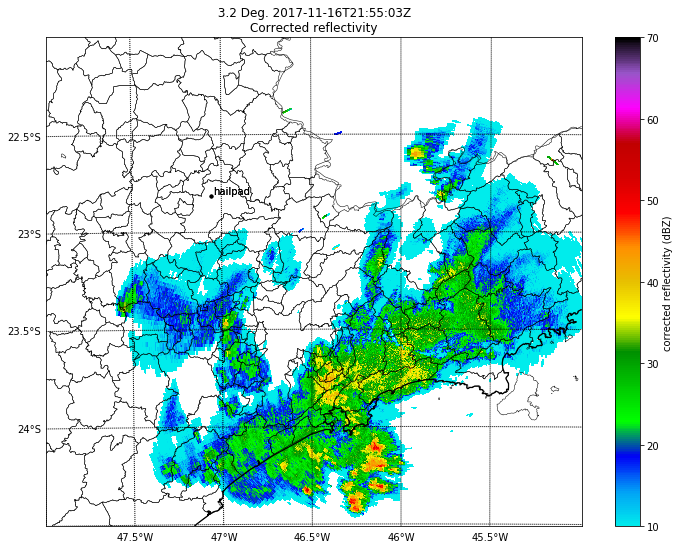 3.2 Deg. 2017-11-16T21:55:03Z
Corrected reflectivity
70
60
50
40
30
20
10
corrected reflectivity (dBZ)
22.5°S
23°S
23.5°S
24°S
hailpad
47.5°W
47°W
46.5°W
46°W
45.5°W